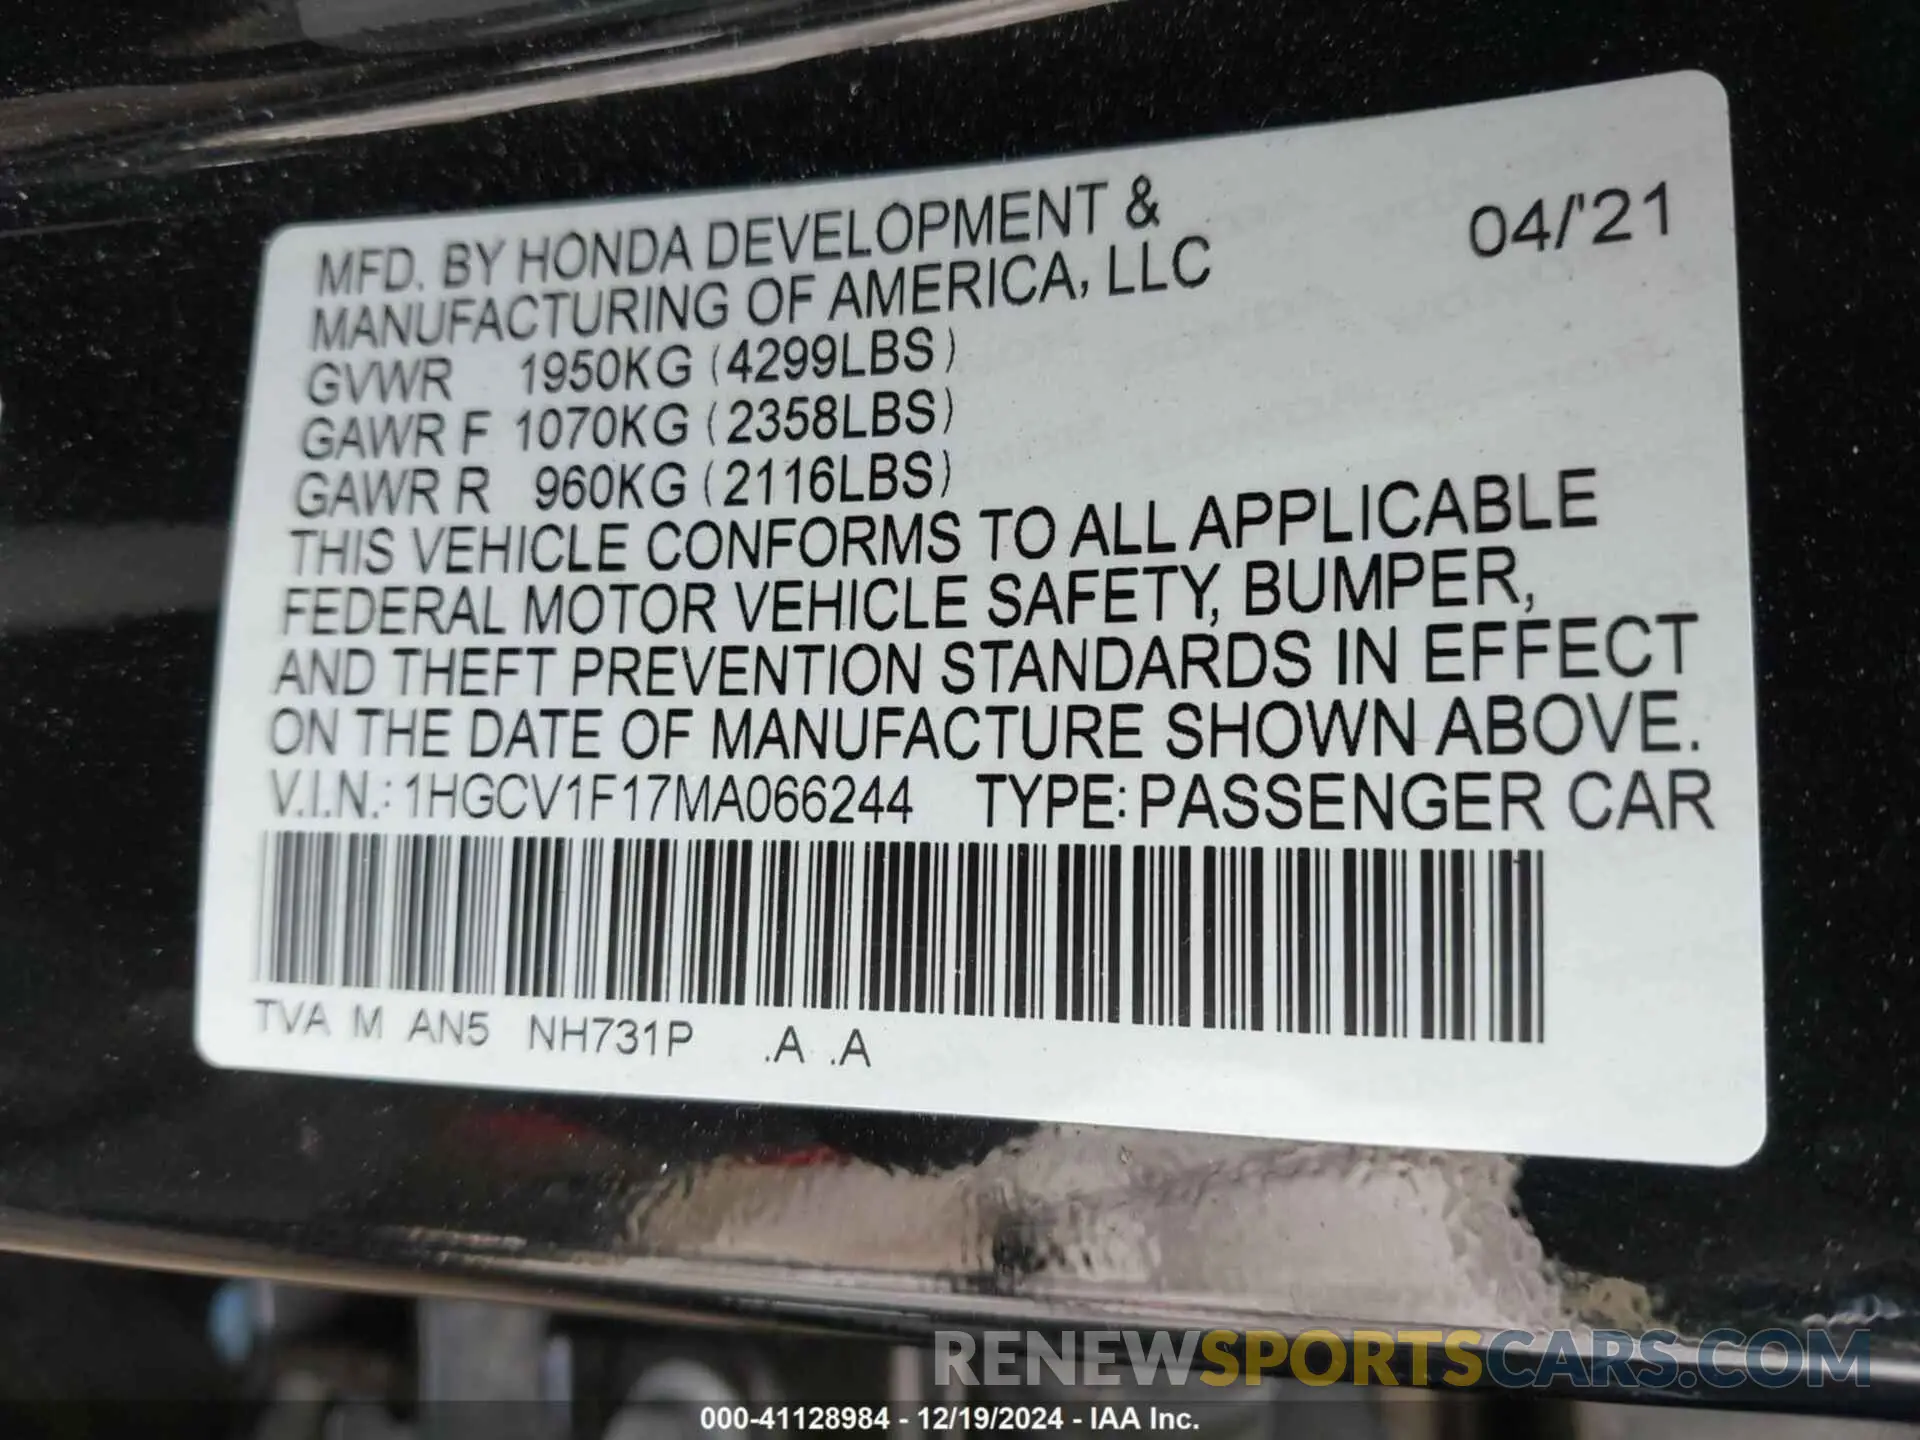 MFD. BY HONDA DEVELOPMENT &
MANUFACTURING OF AMERICA, LLC
04/'21
GVWR 1950KG (4299LBS)
GAWR F 1070KG (2358LBS)
GAWR R 960KG (2116LBS)
THIS VEHICLE CONFORMS TO ALL APPLICABLE
FEDERAL MOTOR VEHICLE SAFETY, BUMPER,
AND THEFT PREVENTION STANDARDS IN EFFECT
ON THE DATE OF MANUFACTURE SHOWN ABOVE.
V.I.N.: 1HGCV1F17MA066244 TYPE: PASSENGER CAR
TVA M AN5 NH731P .A .A
RENEWSPORTSCARS.COM
000-41128984 - 12/19/2024 - IAA Inc.